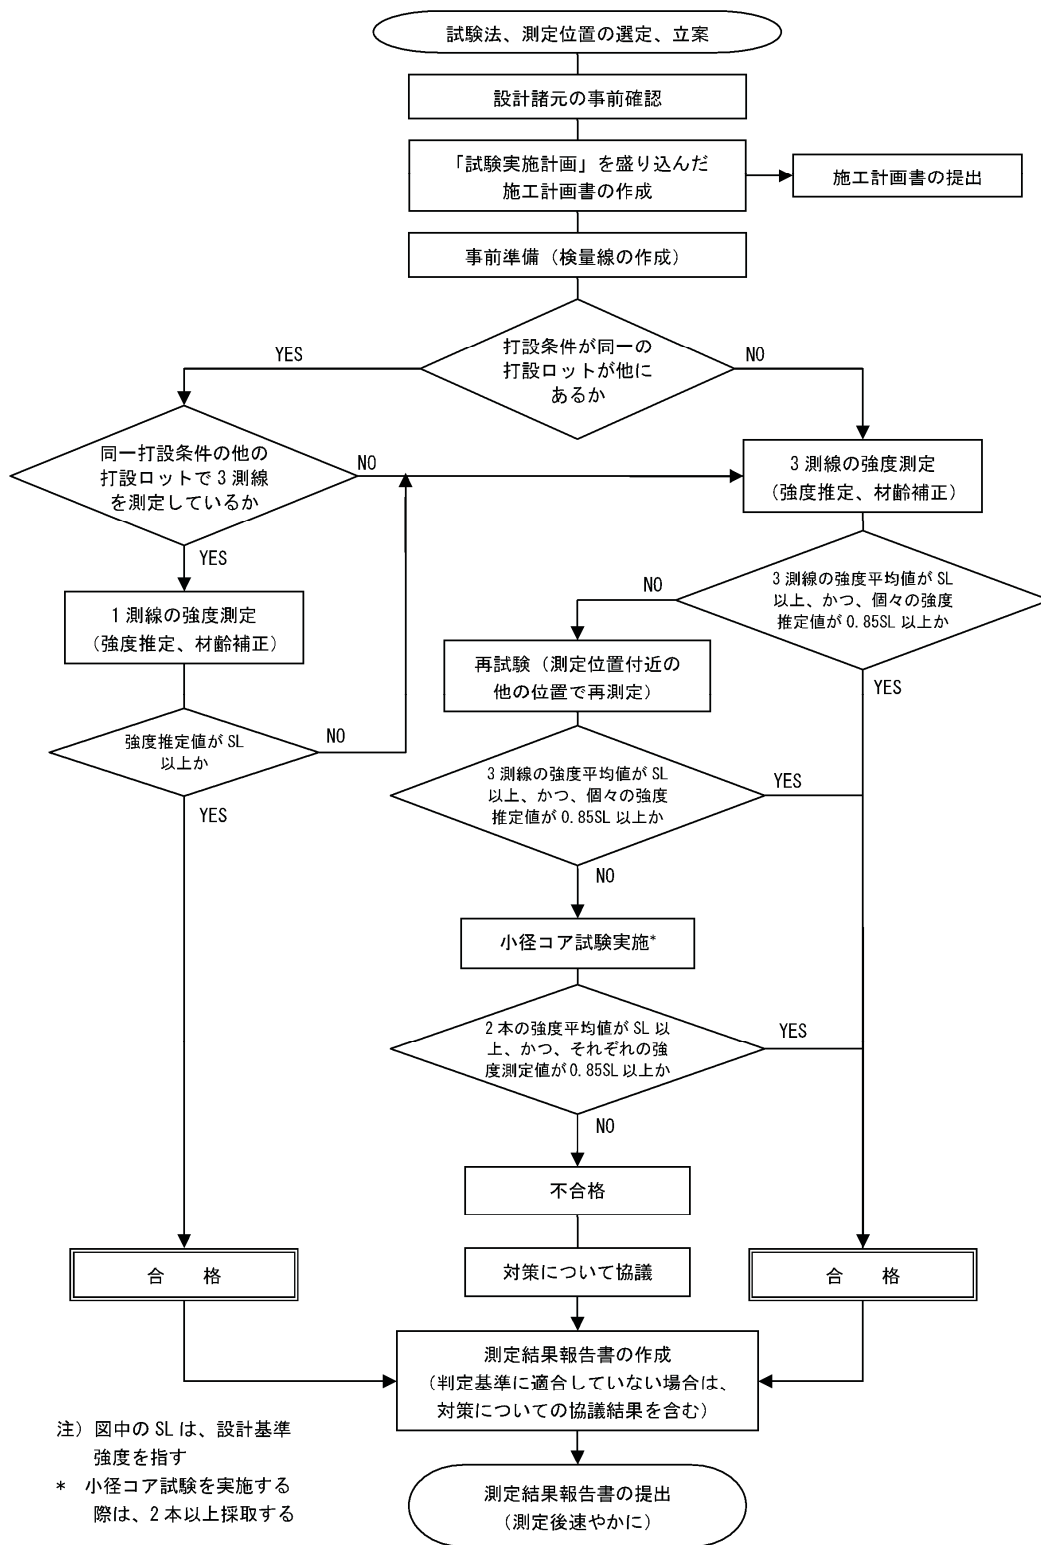 試験法、測定位置の選定、立案
設計諸元の事前確認
「試験実施計画」を盛り込んだ
施工計画書の作成
施工計画書の提出
事前準備（検量線の作成）
打設条件が同一の
打設ロットが他に
あるか
YES
NO
同一打設条件の他の
打設ロットで3測線
を測定しているか
NO
YES
3測線の強度測定
（強度推定、材齢補正）
1測線の強度測定
（強度推定、材齢補正）
3測線の強度平均値がSL
以上、かつ、個々の強度
推定値が0.85SL以上か
NO
YES
再試験（測定位置付近の
他の位置で再測定）
強度推定値がSL
以上か
NO
YES
3測線の強度平均値がSL
以上、かつ、個々の強度
推定値が0.85SL以上か
YES
NO
小径コア試験実施*
2本の強度平均値がSL以
上、かつ、それぞれの強
度測定値が0.85SL以上か
YES
NO
不合格
対策について協議
合　格
合　格
測定結果報告書の作成
（判定基準に適合していない場合は、
対策についての協議結果を含む）
測定結果報告書の提出
（測定後速やかに）
注）図中のSLは、設計基準
強度を指す
*　小径コア試験を実施する
際は、2本以上採取する